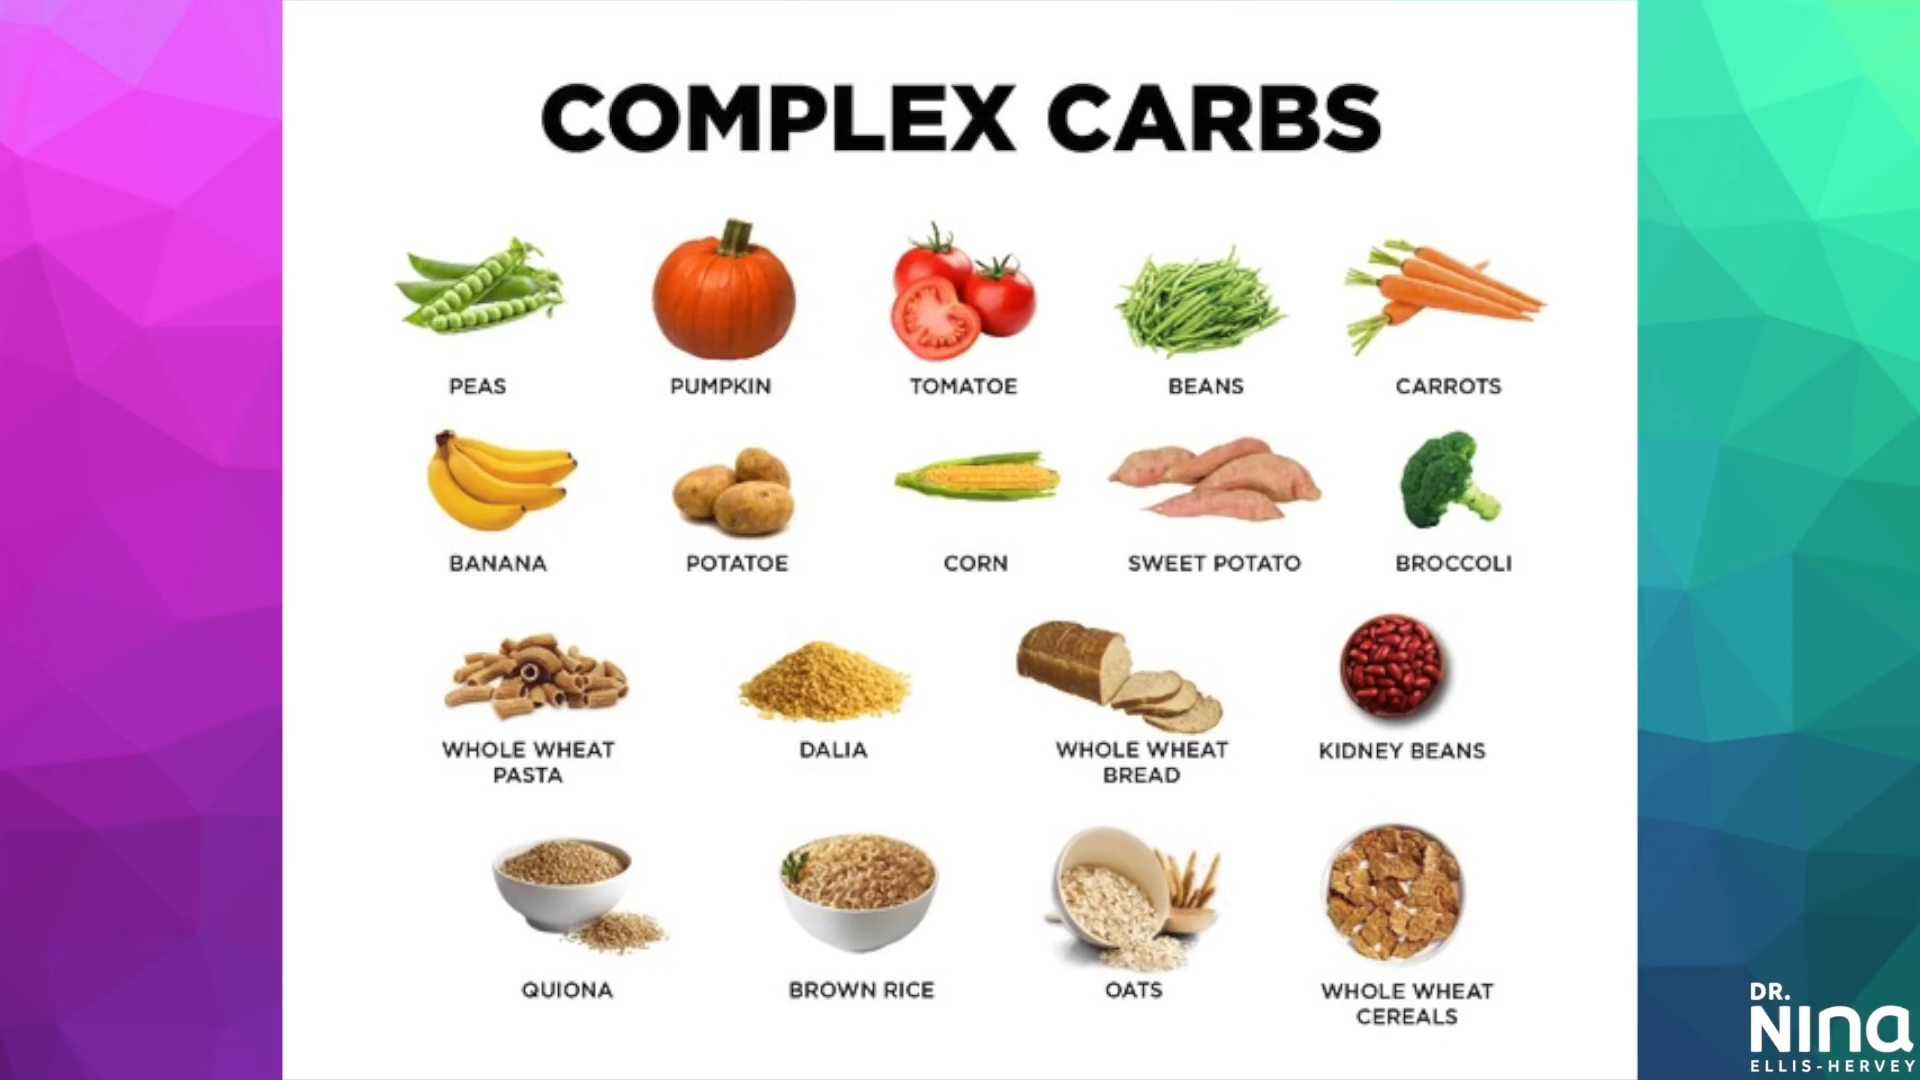 COMPLEX CARBS
PEAS
PUMPKIN
TOMATOE
BEANS
CARROTS
BANANA
POTATOE
CORN
SWEET POTATO
BROCCOLI
WHOLE WHEAT
PASTA
DALIA
WHOLE WHEAT
BREAD
KIDNEY BEANS
QUIONA
BROWN RICE
OATS
WHOLE WHEAT
CEREALS
DR.
Nina
ELLIS-HERVEY